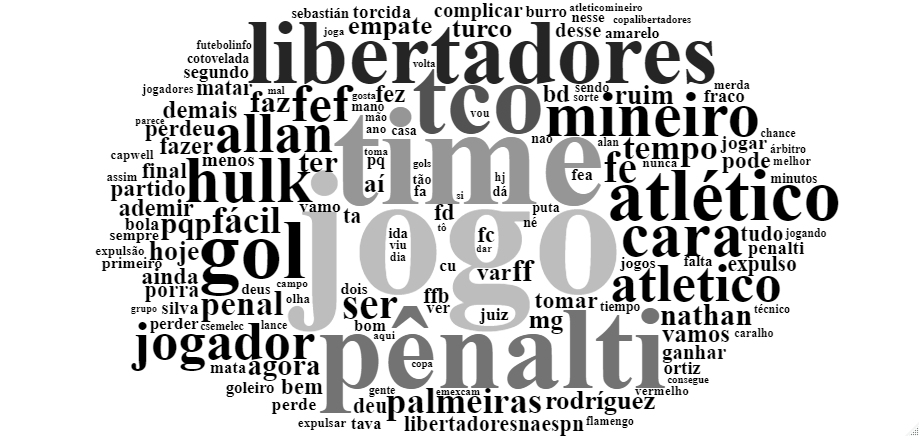 sebastián
torcida
complicar
burro
atleticomineiro
nesse
copalibertadores
joga
empate
turco
desse
amarelo
futebolinfo
libertadores
cotovelada
segundo
volta
jogadores
matar
mal
gosta
fez
tco
bd
sendo
sorte
ruim
merda
fraco
demais
faz
fef
mano
mão
vou
mineiro
parece
perdeu
allan
ano
casa
não
alan
chance
fazer
time
tempo
jogar
árbitro
capwell
menos
ter
toma
pq
gols
fe
nunca
pode
melhor
assim
final
hulk
aí
tão
fa
si
hj
dá
fea
minutos
partido
atlético
ademir
vamo
jogo
fd
puta
bola
pqp
fácil
ta
tô
né
cara
tudo
jogando
sempre
gol
ida
viu
dia
fc
dar
penalti
expulsão
hoje
primeiro
cu
var
ff
jogos
falta
expulso
ainda
deus
campo
dois
atletico
porra
olha
ser
ffb
ver
juiz
tomar
tiempo
grupo
silva
penal
mg
nathan
técnico
perder
csemelec
lance
bom
aqui
pênalti
vamos
caralho
jogador
ganhar
mata
agora
copa
ortiz
consegue
goleiro
bem
gente
emexcam
vermelho
perde
deu
palmeiras
rodríguez
expulsar
tava
libertadoresnaespn
flamengo